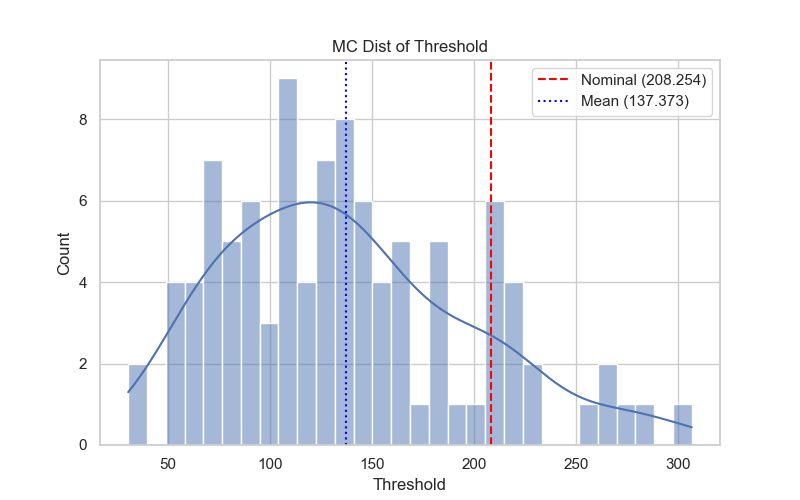 MC Dist of Threshold
Nominal (208.254)
Mean (137.373)
Count
8
6
4
2
0
50 100 150 200 250 300
Threshold